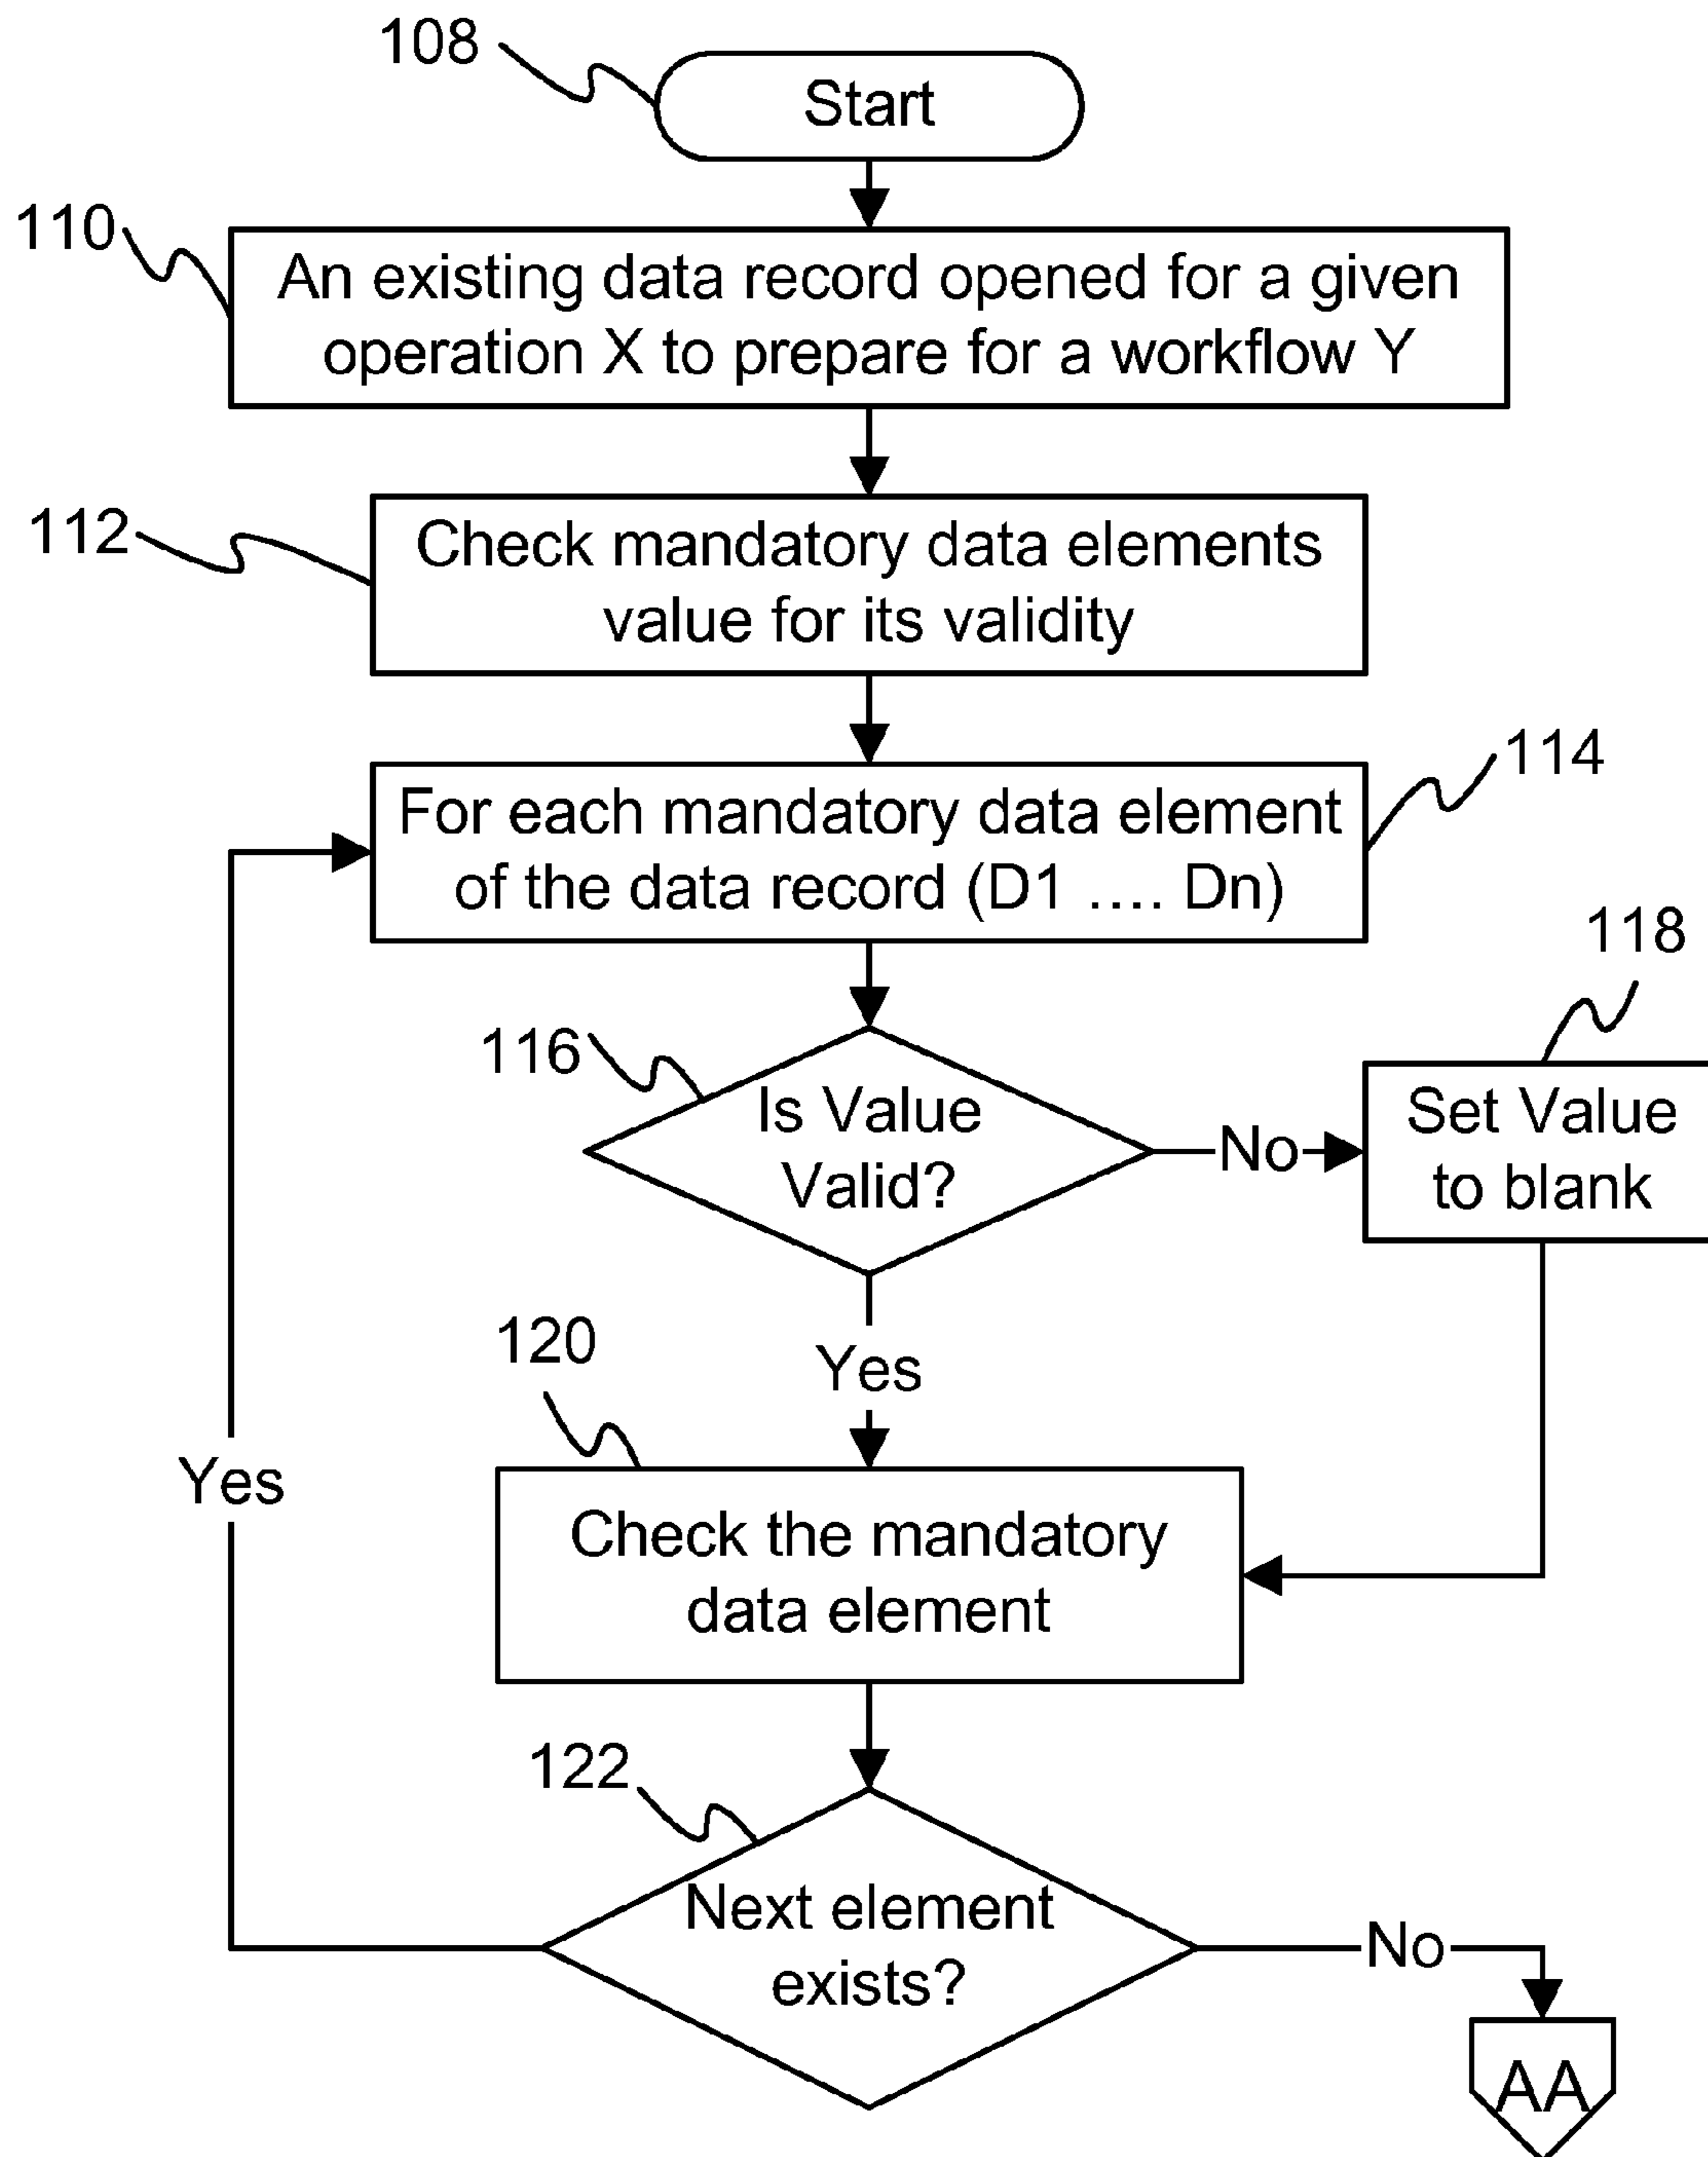 108
Start
110
An existing data record opened for a given
operation X to prepare for a workflow Y
112
Check mandatory data elements
value for its validity
114
For each mandatory data element
of the data record (D1 .... Dn)
118
116
Is Value
Valid?
No
Set Value
to blank
120
Yes
Yes
Check the mandatory
data element
122
Next element
exists?
No
AA